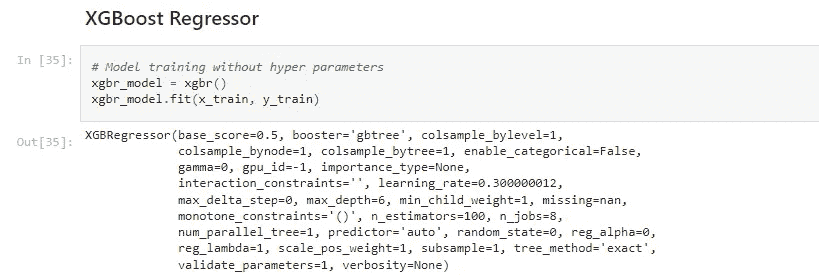 XGBoost Regressor
In [35]:
# Model training without hyper parameters
xgbr_model = xgbr()
xgbr_model.fit(x_train, y_train)
Out[35]:
XGBRegressor(base_score=0.5, booster='gbtree', colsample_bylevel=1,
colsample_bynode=1, colsample_bytree=1, enable_categorical=False,
gamma=0, gpu_id=-1, importance_type=None,
interaction_constraints='', learning_rate=0.300000012,
max_delta_step=0, max_depth=6, min_child_weight=1, missing=nan,
monotone_constraints='()', n_estimators=100, n_jobs=8,
num_parallel_tree=1, predictor='auto', random_state=0, reg_alpha=0,
reg_lambda=1, scale_pos_weight=1, subsample=1, tree_method='exact',
validate_parameters=1, verbosity=None)